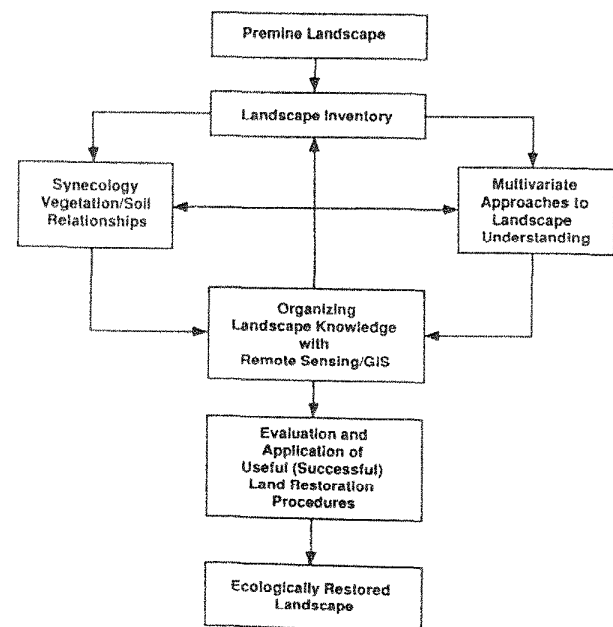 Premine Landscape
Landscape Inventory
Synecology
Vegetation/Soil
Relationships
Multivariate
Approaches to
Landscape
Understanding
Organizing
Landscape Knowledge
with
Remote Sensing/GIS
Evaluation and
Application of
Useful (Successful)
Land Restoration
Procedures
Ecologically Restored
Landscape